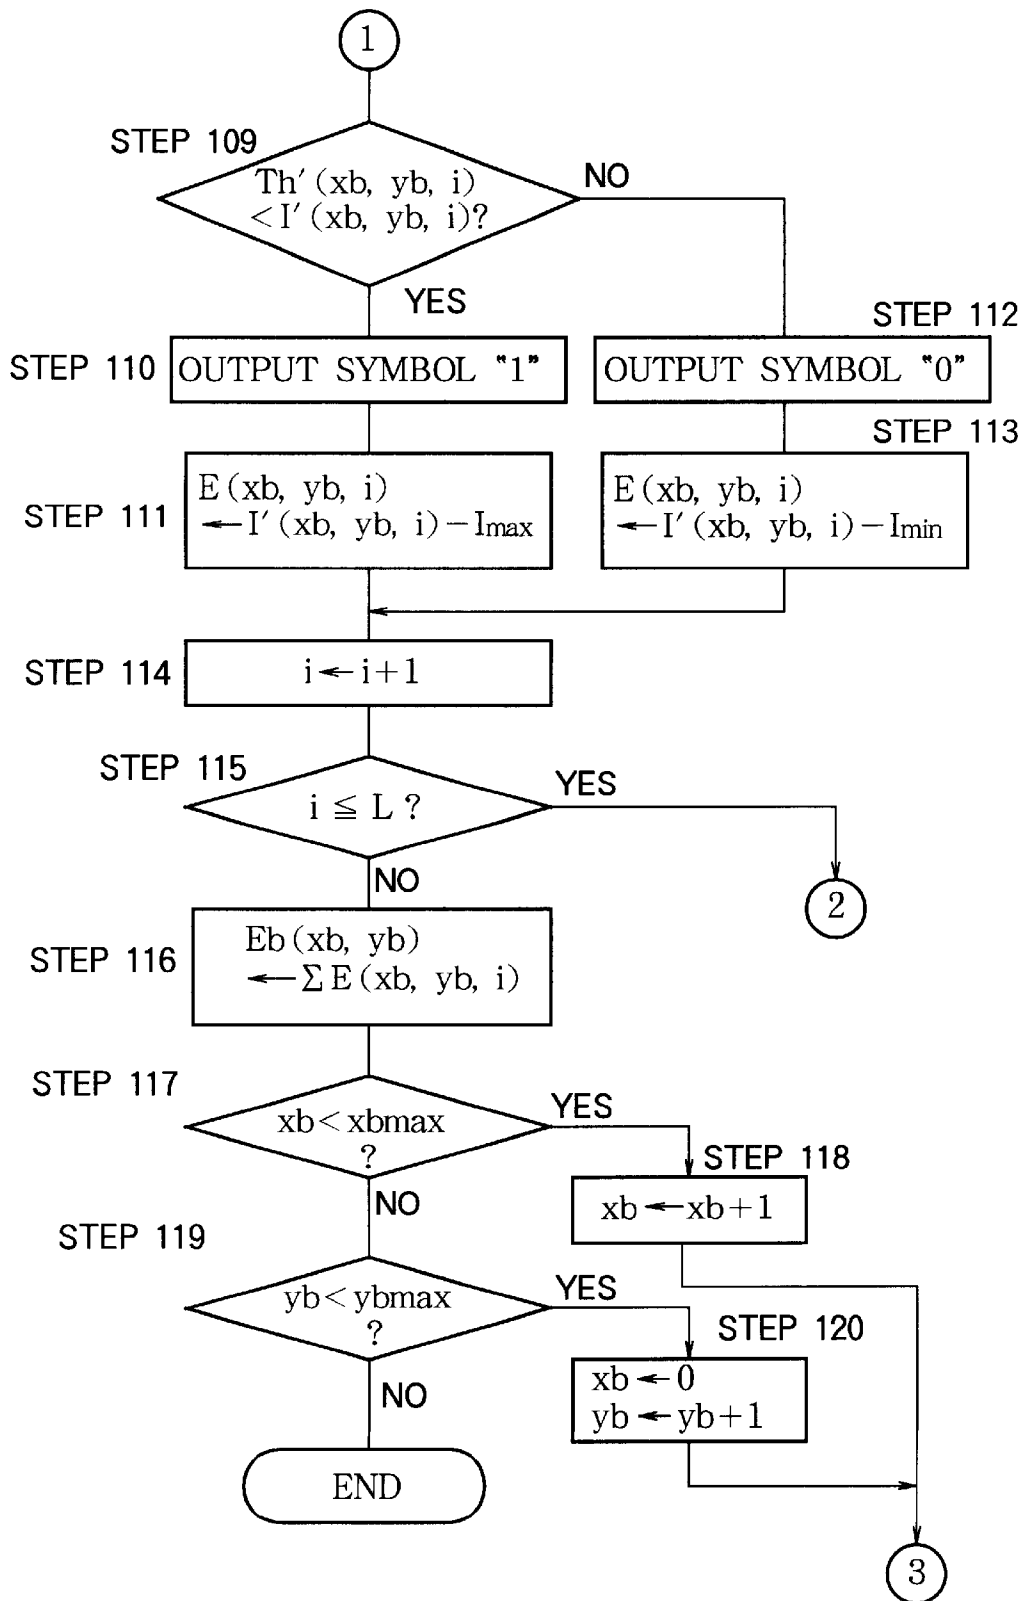 1
STEP 109
Th′(xb, yb, i)
<I′(xb, yb, i)?
NO
YES
STEP 112
STEP 110
OUTPUT SYMBOL "1"
OUTPUT SYMBOL "0"
STEP 113
STEP 111
E(xb, yb, i)
←I′(xb, yb, i)−Imax
E(xb, yb, i)
←I′(xb, yb, i)−Imin
STEP 114
i←i+1
STEP 115
i ≦ L ?
YES
NO
2
STEP 116
Eb(xb, yb)
←ΣE(xb, yb, i)
STEP 117
xb<xbmax
?
YES
NO
STEP 118
xb←xb+1
STEP 119
yb<ybmax
?
YES
NO
STEP 120
xb←0
yb←yb+1
END
3